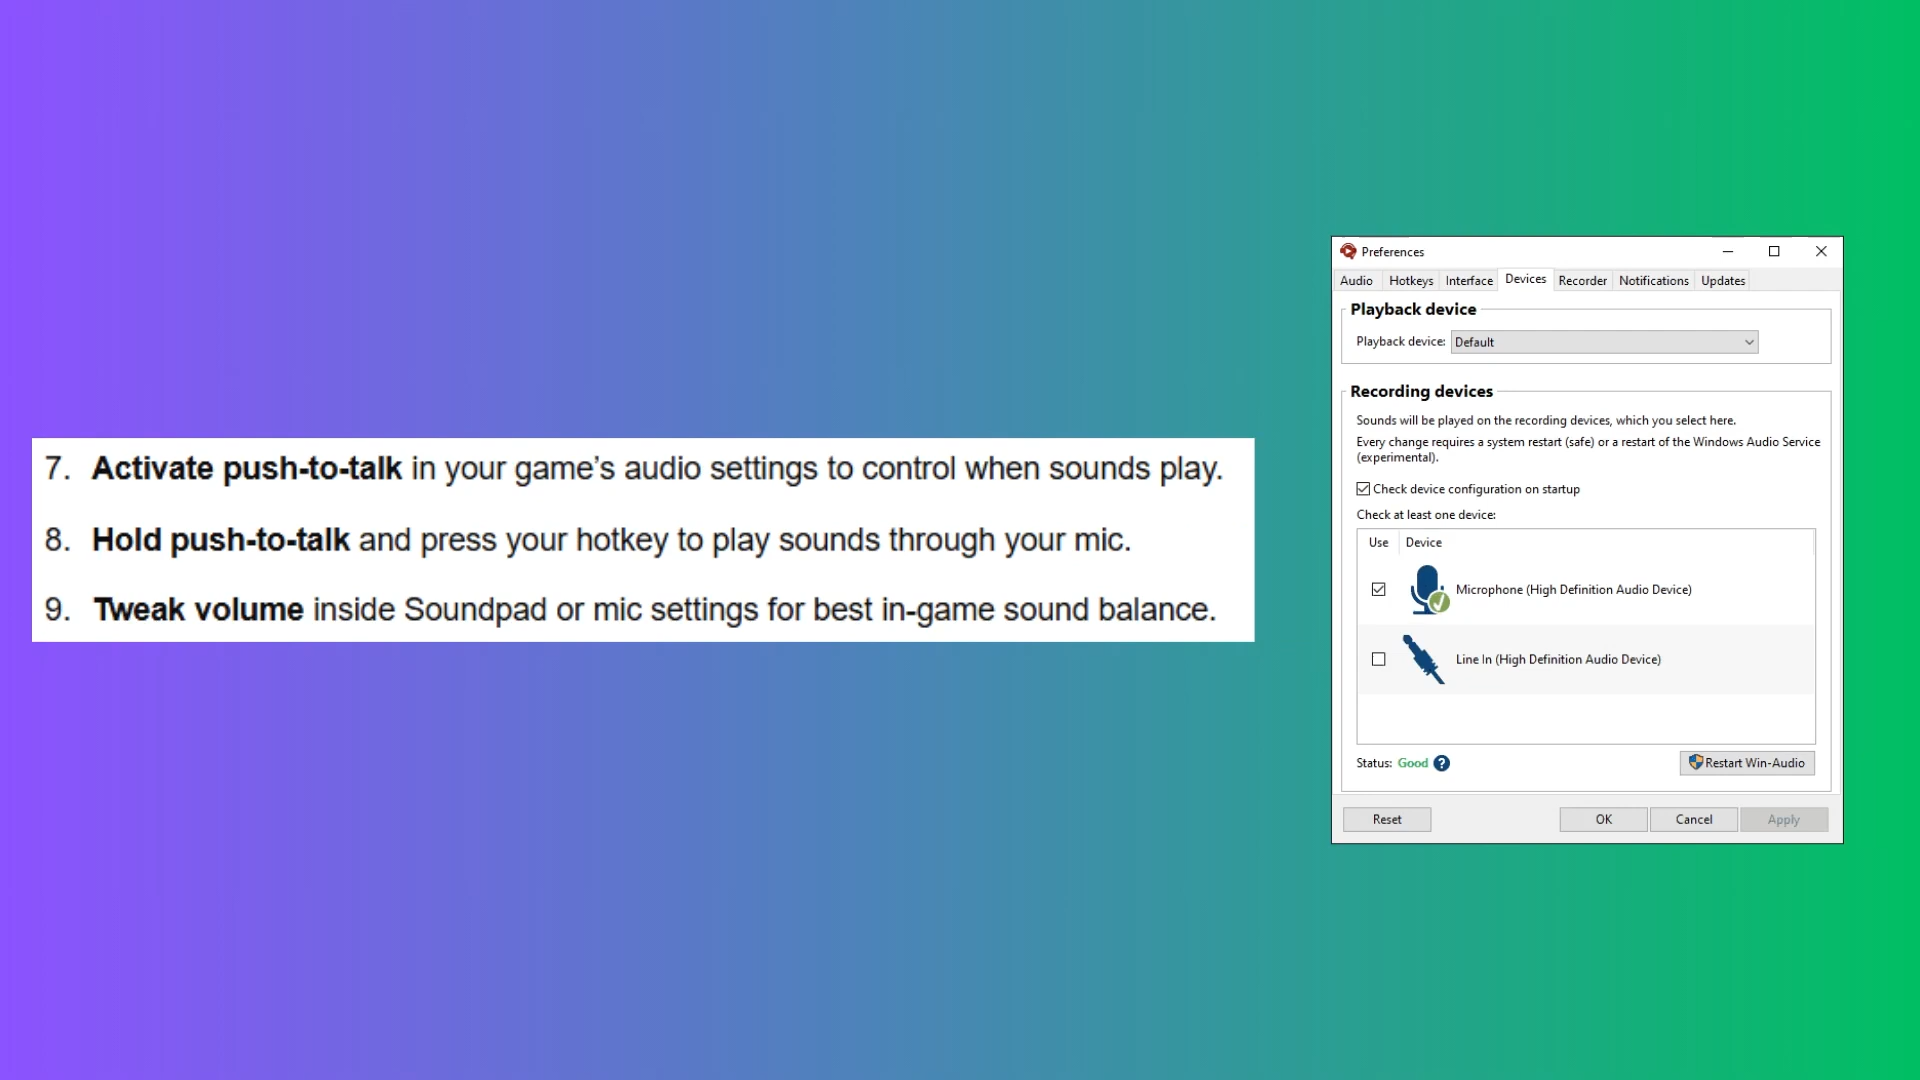 7. Activate push-to-talk in your game’s audio settings to control when sounds play.
8. Hold push-to-talk and press your hotkey to play sounds through your mic.
9. Tweak volume inside Soundpad or mic settings for best in-game sound balance.
Preferences
Audio Hotkeys Interface Devices Recorder Notifications Updates
Playback device
Playback device: Default
Recording devices
Sounds will be played on the recording devices, which you select here.
Every change requires a system restart (safe) or a restart of the Windows Audio Service
(experimental).
Check device configuration on startup
Check at least one device:
Use Device
Microphone (High Definition Audio Device)
Line In (High Definition Audio Device)
Status: Good ? Restart Win-Audio
Reset OK Cancel Apply